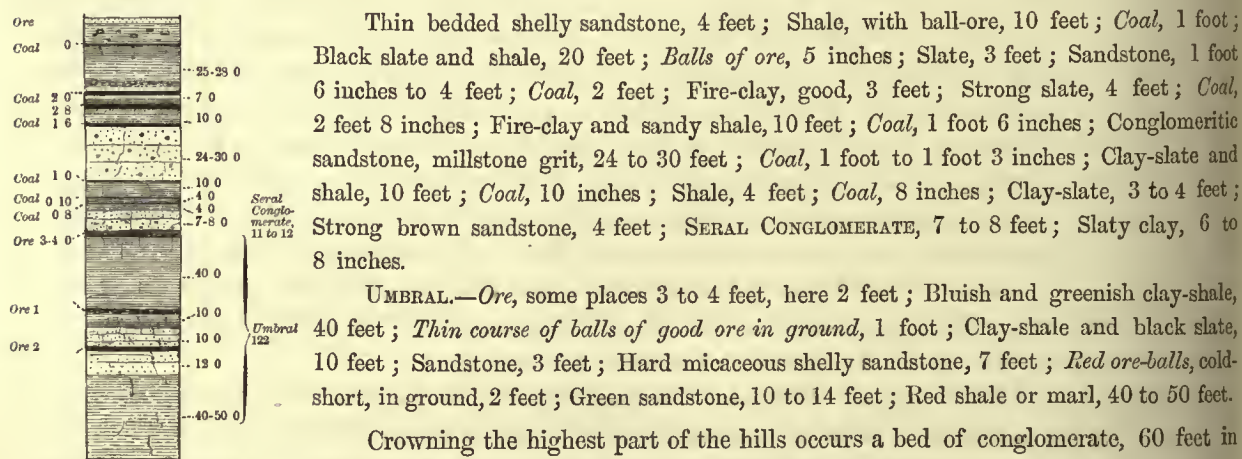 Ore
Coal 0
25-28 0
Coal 2 0
7 0
2 8
Coal 1 6
10 0
24-30 0
Coal 1 0
10 0
Coal 0 10
4 0
Coal 0 8
4 0
7-8 0
Seral
Conglo-
merate,
11 to 12
Ore 3-4 0
40 0
Ore 1
10 0
Umbral
122
10 0
Ore 2
12 0
40-50 0
Thin bedded shelly sandstone, 4 feet; Shale, with ball-ore, 10 feet; Coal, 1 foot;
Black slate and shale, 20 feet; Balls of ore, 5 inches; Slate, 3 feet; Sandstone, 1 foot
6 inches to 4 feet; Coal, 2 feet; Fire-clay, good, 3 feet; Strong slate, 4 feet; Coal,
2 feet 8 inches; Fire-clay and sandy shale, 10 feet; Coal, 1 foot 6 inches; Conglomeritic
sandstone, millstone grit, 24 to 30 feet; Coal, 1 foot to 1 foot 3 inches; Clay-slate and
shale, 10 feet; Coal, 10 inches; Shale, 4 feet; Coal, 8 inches; Clay-slate, 3 to 4 feet;
Strong brown sandstone, 4 feet; SERAL CONGLOMERATE, 7 to 8 feet; Slaty clay, 6 to
8 inches.
UMBRAL.—Ore, some places 3 to 4 feet, here 2 feet; Bluish and greenish clay-shale,
40 feet; Thin course of balls of good ore in ground, 1 foot; Clay-shale and black slate,
10 feet; Sandstone, 3 feet; Hard micaceous shelly sandstone, 7 feet; Red ore-balls, cold-
short, in ground, 2 feet; Green sandstone, 10 to 14 feet; Red shale or marl, 40 to 50 feet.
Crowning the highest part of the hills occurs a bed of conglomerate, 60 feet in